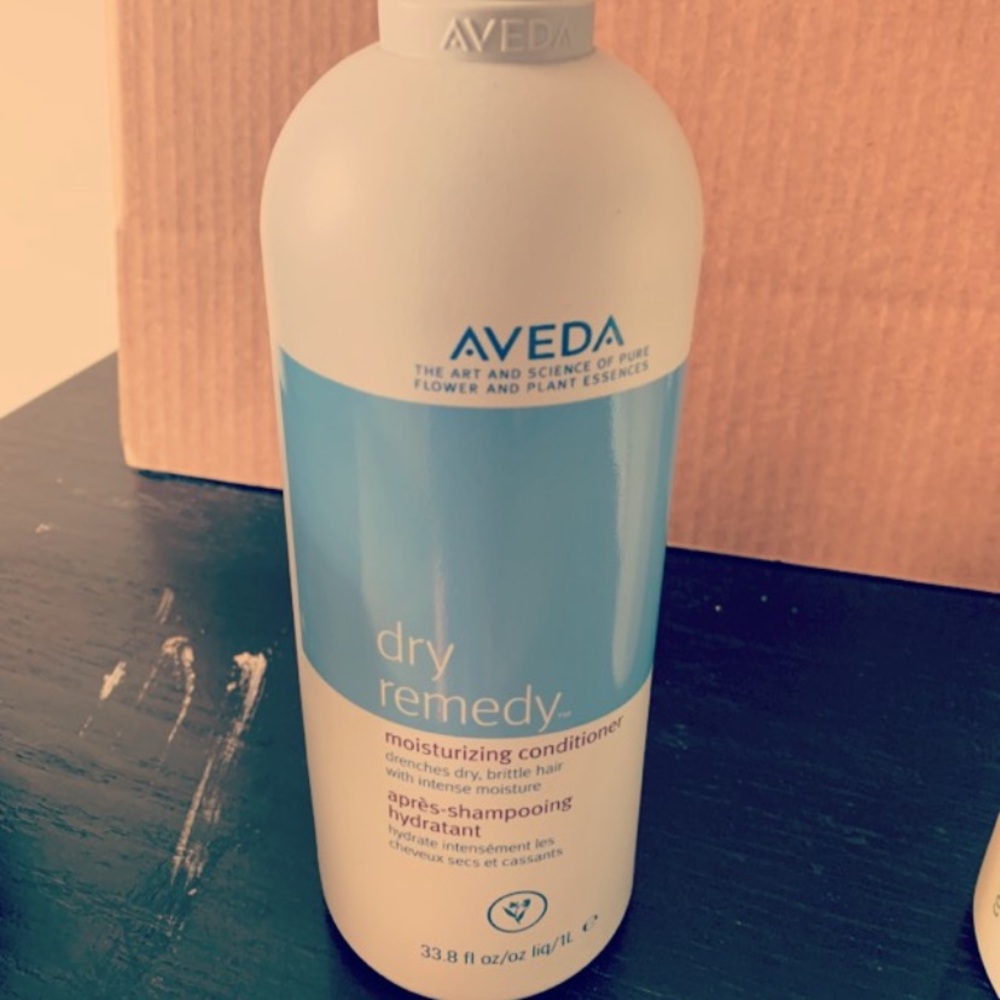 AVEDA
AVEDA
THE ART AND SCIENCE OF PURE
FLOWER AND PLANT ESSENCES
dry
remedy™
moisturizing conditioner
drenches dry, brittle hair
with intense moisture
après-shampooing
hydratant
hydrate intensément les
cheveux secs et cassants
33.8 fl oz/oz liq/1L ℮